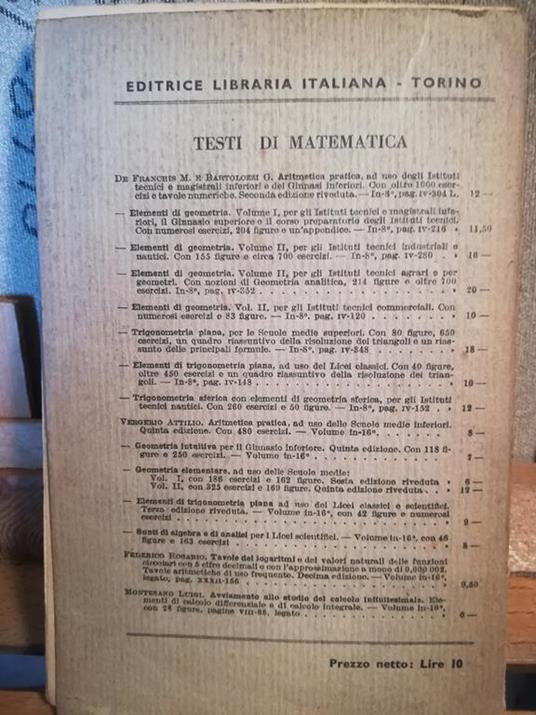 EDITRICE LIBRARIA ITALIANA - TORINO
TESTI DI MATEMATICA
DE FRANCHIS M. E BARTOLOZZI G. Aritmetica pratica, ad uso degli Istituti
tecnici e magistrali inferiori e dei Ginnasi inferiori. Con oltre 1000 eser-
cizi e tavole numeriche. Seconda edizione riveduta. — In-8°, pag. IV-304 L. 12 —
— Elementi di geometria. Volume I, per gli Istituti tecnici e magistrali infe-
riori, il Ginnasio superiore e il corso preparatorio degli Istituti tecnici.
Con numerosi esercizi, 204 figure e un'appendice. — In-8°, pag. IV-216 » 11,50
— Elementi di geometria. Volume II, per gli Istituti tecnici industriali e
nautici. Con 155 figure e circa 700 esercizi. — In-8°, pag. IV-280 . » 16 —
— Elementi di geometria. Volume II, per gli Istituti tecnici agrari e per
geometri. Con nozioni di Geometria analitica, 214 figure e oltre 700
esercizi. In-8°, pag. IV-352 . . . . . » 20 —
— Elementi di geometria. Vol. II, per gli Istituti tecnici commerciali. Con
numerosi esercizi e 83 figure. — In-8°, pag. IV-120 . . . . » 10 —
— Trigonometria piana, per le Scuole medie superiori. Con 80 figure, 650
esercizi, un quadro riassuntivo della risoluzione dei triangoli e un rias-
sunto delle principali formule. — In-8°, pag. IV-348 . . . . » 18 —
— Elementi di trigonometria piana, ad uso dei Licei classici. Con 40 figure,
oltre 450 esercizi e un quadro riassuntivo della risoluzione dei trian-
goli. — In-8°, pag. IV-148 . . . . . » 10 —
— Trigonometria sferica con elementi di geometria sferica, per gli Istituti
tecnici nautici. Con 260 esercizi e 50 figure. — In-8°, pag. IV-152 . » 12 —
VERGERIO ATTILIO. Aritmetica pratica, ad uso delle Scuole medie inferiori.
Quinta edizione. Con 480 esercizi. — Volume in-16° . . . . » 8 —
— Geometria intuitiva per il Ginnasio inferiore. Quinta edizione. Con 118 fi-
gure e 250 esercizi. — Volume in-16° . . . . » 7 —
— Geometria elementare, ad uso delle Scuole medie:
Vol. I, con 186 esercizi e 162 figure. Sesta edizione riveduta » 6 —
Vol. II, con 325 esercizi e 169 figure. Quinta edizione riveduta . . » 12 —
— Elementi di trigonometria piana ad uso dei Licei classici e scientifici.
Terza edizione riveduta. — Volume in-16°, con 42 figure e numerosi
esercizi . . . . . 9 —
— Sunti di algebra e di analisi per i Licei scientifici. — Volume in-16°, con 46
figure e 163 esercizi . . . . . 8 —
FEDERICO ROSARIO. Tavole dei logaritmi e dei valori naturali delle funzioni
circolari con 5 cifre decimali e con l'approssimazione a meno di 0,000 002.
Tavole aritmetiche di uso frequente. Decima edizione. — Volume in-16°,
legato, pag. XXXII-156 . . . . . 9,50
MONTESANO LUIGI. Avviamento allo studio del calcolo infinitesimale. Ele-
menti di calcolo differenziale e di calcolo integrale. — Volume in-16°,
con 28 figure, pagine VIII-88, legato . . . . 6 —
Prezzo netto: Lire 10